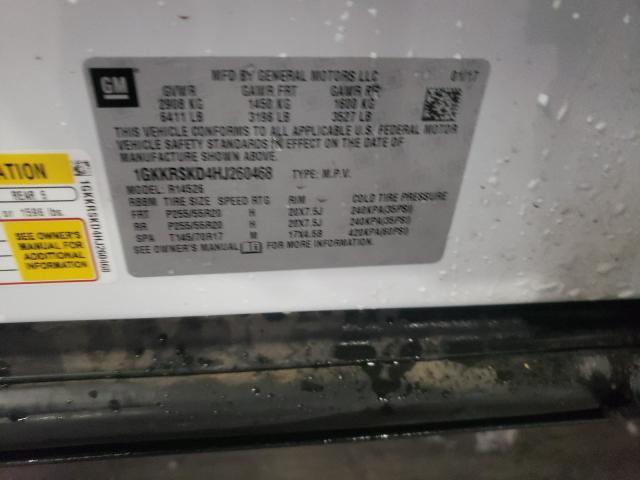 GM
MFD BY GENERAL MOTORS LLC 01/17
GVWR GAWR FRT GAWR RR
2908 KG 1450 KG 1600 KG
6411 LB 3196 LB 3527 LB
THIS VEHICLE CONFORMS TO ALL APPLICABLE U.S. FEDERAL MOTOR
VEHICLE SAFETY STANDARDS IN EFFECT ON THE DATE OF
MANUFACTURE SHOWN ABOVE.
1GKKRSKD4HJ260468 TYPE: M.P.V.
MODEL: R14526
TIRE SIZE SPEED RTG RIM COLD TIRE PRESSURE
FRT P255/55R20 H 20X7.5J 240KPA(35PSI)
RR P255/55R20 H 20X7.5J 240KPA(35PSI)
SPA T145/70R17 M 17X4.5B 420KPA(60PSI)
SEE OWNER'S MANUAL FOR MORE INFORMATION.
ATION
REAR 5
or 1586 lbs.
SEE OWNER'S
MANUAL FOR
ADDITIONAL
INFORMATION
1GKKRSKD4HJ260468